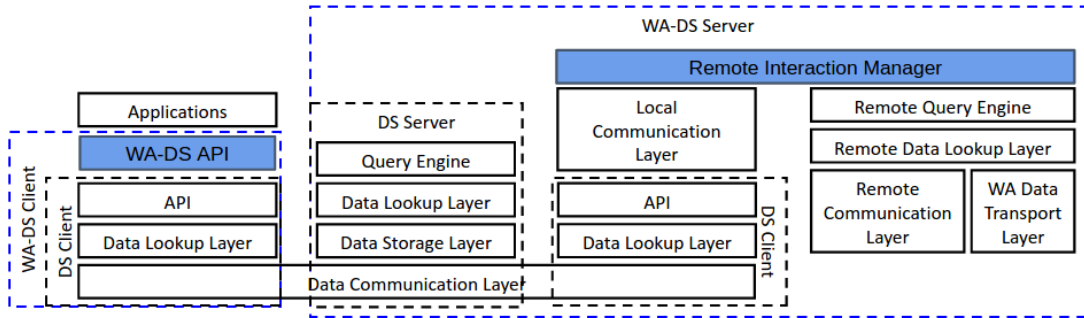 WA-DS Server
Remote Interaction Manager
Applications
WA-DS API
WA-DS Client
DS Client
API
Data Lookup Layer
DS Server
Query Engine
Data Lookup Layer
Data Storage Layer
Data Communication Layer
Local
Communication
Layer
API
Data Lookup Layer
DS Client
Remote Query Engine
Remote Data Lookup Layer
Remote
Communication
Layer
WA Data
Transport
Layer